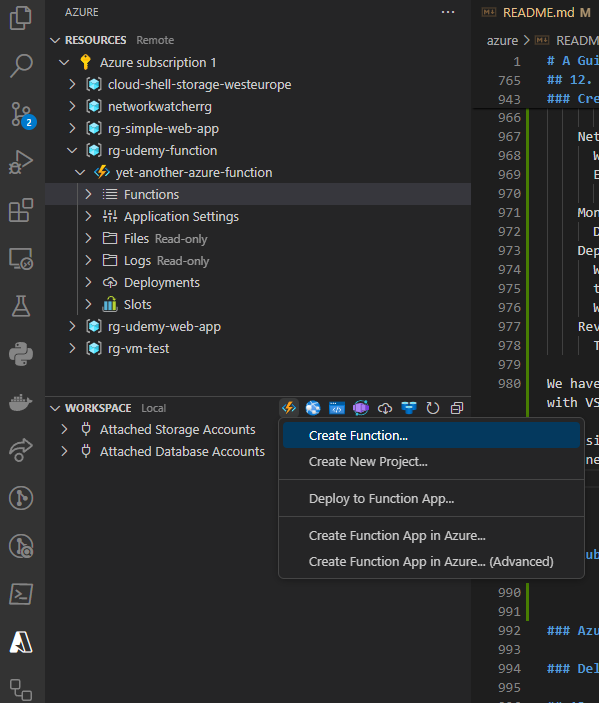 AZURE
RESOURCES Remote
Azure subscription 1
cloud-shell-storage-westeurope
networkwatcherrg
rg-simple-web-app
rg-udemy-function
yet-another-azure-function
Functions
Application Settings
Files Read-only
Logs Read-only
Deployments
Slots
rg-udemy-web-app
rg-vm-test
WORKSPACE Local
Attached Storage Accounts
Attached Database Accounts
Create Function...
Create New Project...
Deploy to Function App...
Create Function App in Azure...
Create Function App in Azure... (Advanced)
2
README.md M
azure > README
1 # A Gui
765 ## 12.
943 ### Cre
966
967 Net
968 W
969 E
970
971 Mon
972 D
973 Dep
974 W
975 t
976 W
977 Rev
978 T
979
980 We have
with VS
si
ne
ub
990
991
992 ### Azu
993
994 ### Del
995